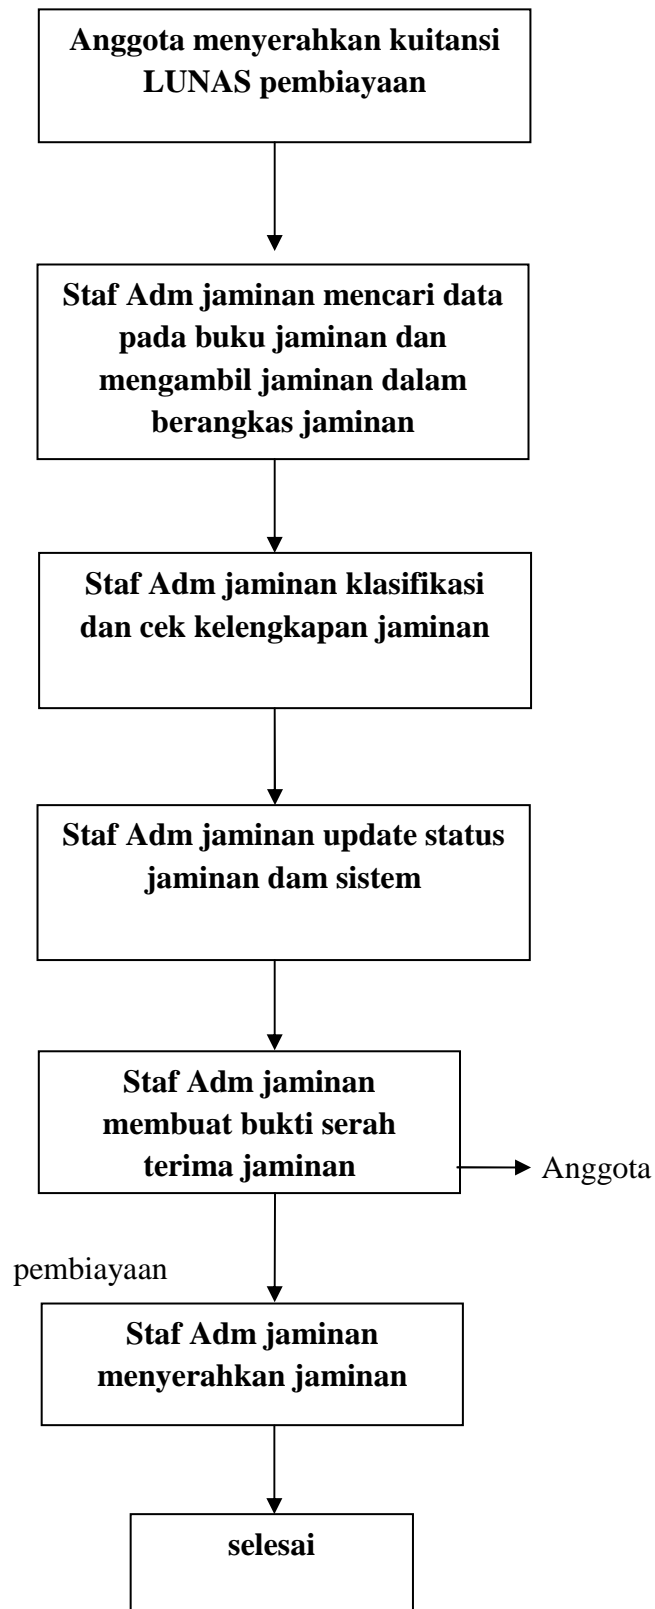 Anggota menyerahkan kuitansi
LUNAS pembiayaan
Staf Adm jaminan mencari data
pada buku jaminan dan
mengambil jaminan dalam
berangkas jaminan
Staf Adm jaminan klasifikasi
dan cek kelengkapan jaminan
Staf Adm jaminan update status
jaminan dam sistem
Staf Adm jaminan
membuat bukti serah
terima jaminan
Anggota
pembiayaan
Staf Adm jaminan
menyerahkan jaminan
selesai